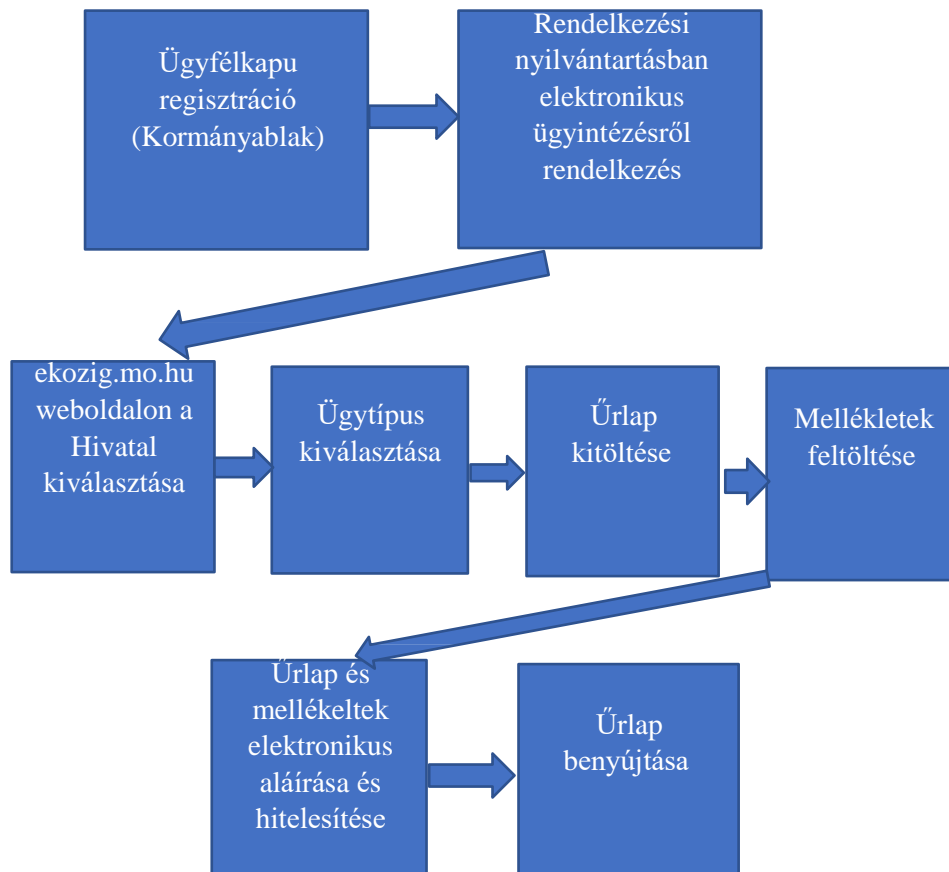 Ügyfélkapu
regisztráció
(Kormányablak)
Rendelkezési
nyilvántartásban
elektronikus
ügyintézésről
rendelkezés
ekozig.mo.hu
weboldalon a
Hivatal
kiválasztása
Ügytípus
kiválasztása
Űrlap
kitöltése
Mellékletek
feltöltése
Űrlap és
mellékeltek
elektronikus
aláírása és
hitelesítése
Űrlap
benyújtása